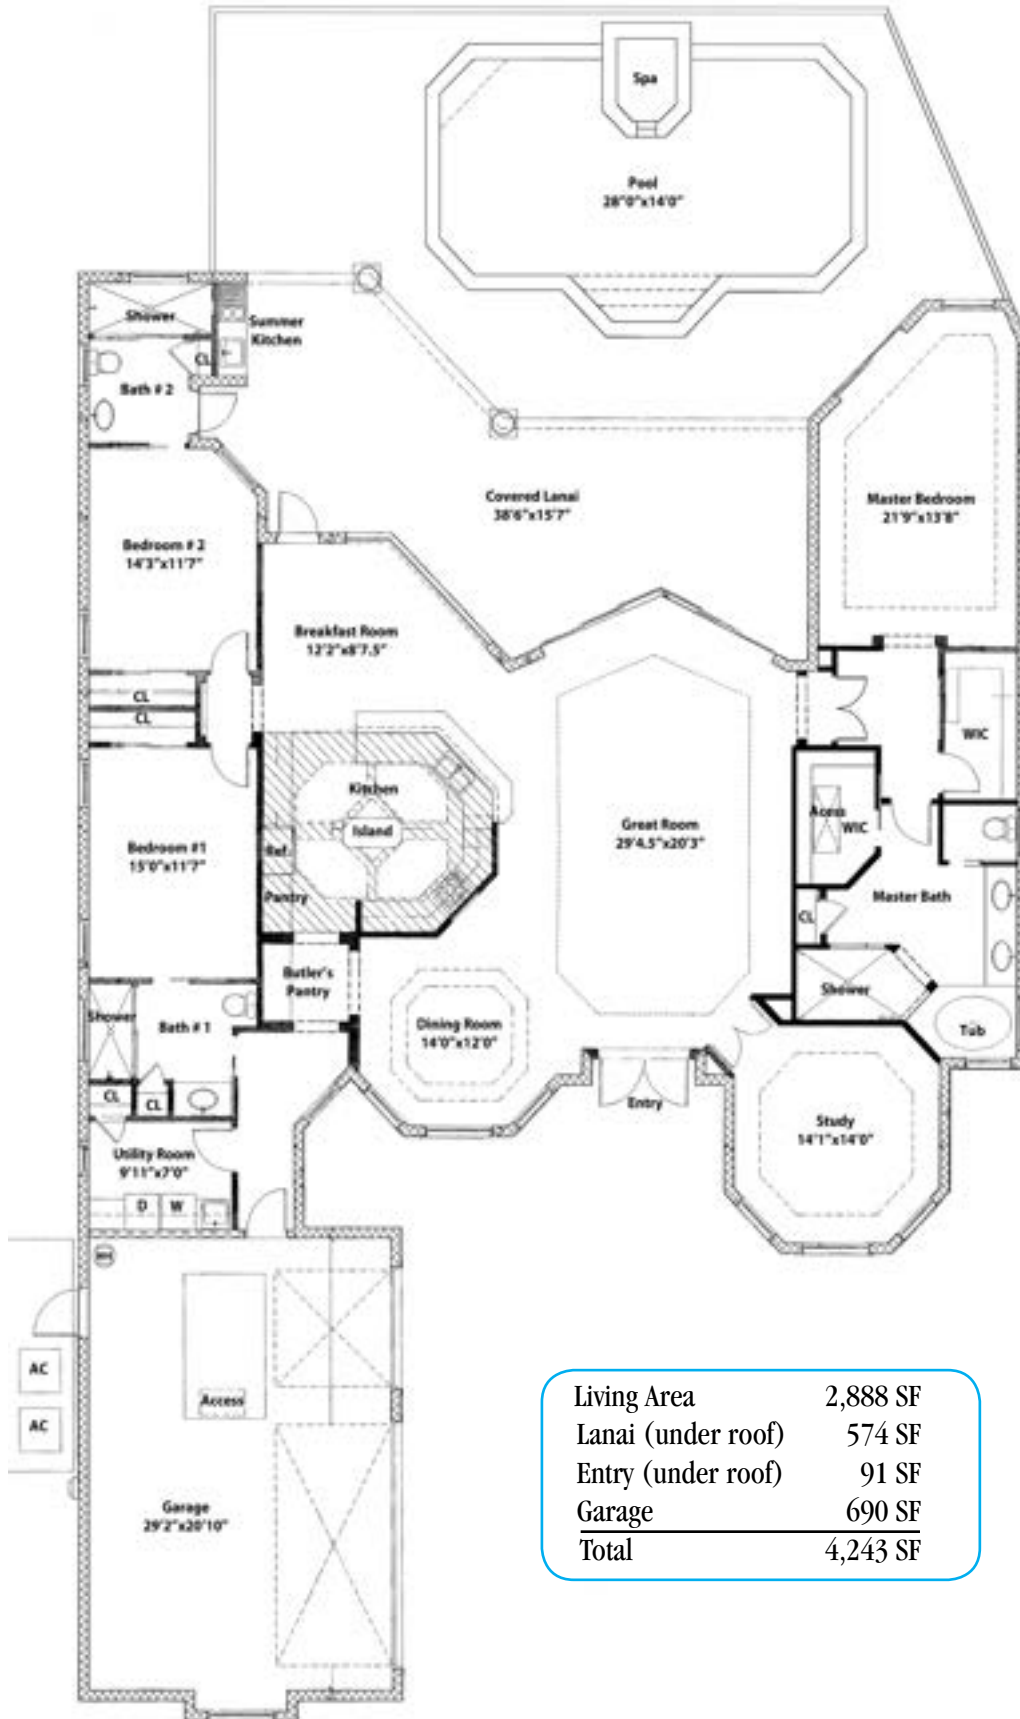 Spa
Pool
28"0"x14'0"
Shower
Summer
Kitchen
CL
Bath # 2
Covered Lanai
38'6"x15'7"
Master Bedroom
21'9"x13'8"
Bedroom # 2
14'3"x11'7"
Breakfast Room
12'2"x8'7.5"
CL
CL
WIC
Kitchen
Island
Great Room
29'4.5"x20'3"
Acess
WIC
Bedroom #1
15'0"x11'7"
Ref.
Pantry
Master Bath
CL
Butler's
Pantry
Shower
Shower
Bath # 1
Dining Room
14'0"x12'0"
Tub
CL
CL
Entry
Study
14'1"x14'0"
Utility Room
9'11"x7'0"
D
W
AC
AC
Access
Garage
29'2"x20'10"
Living Area 2,888 SF
Lanai (under roof) 574 SF
Entry (under roof) 91 SF
Garage 690 SF
Total 4,243 SF